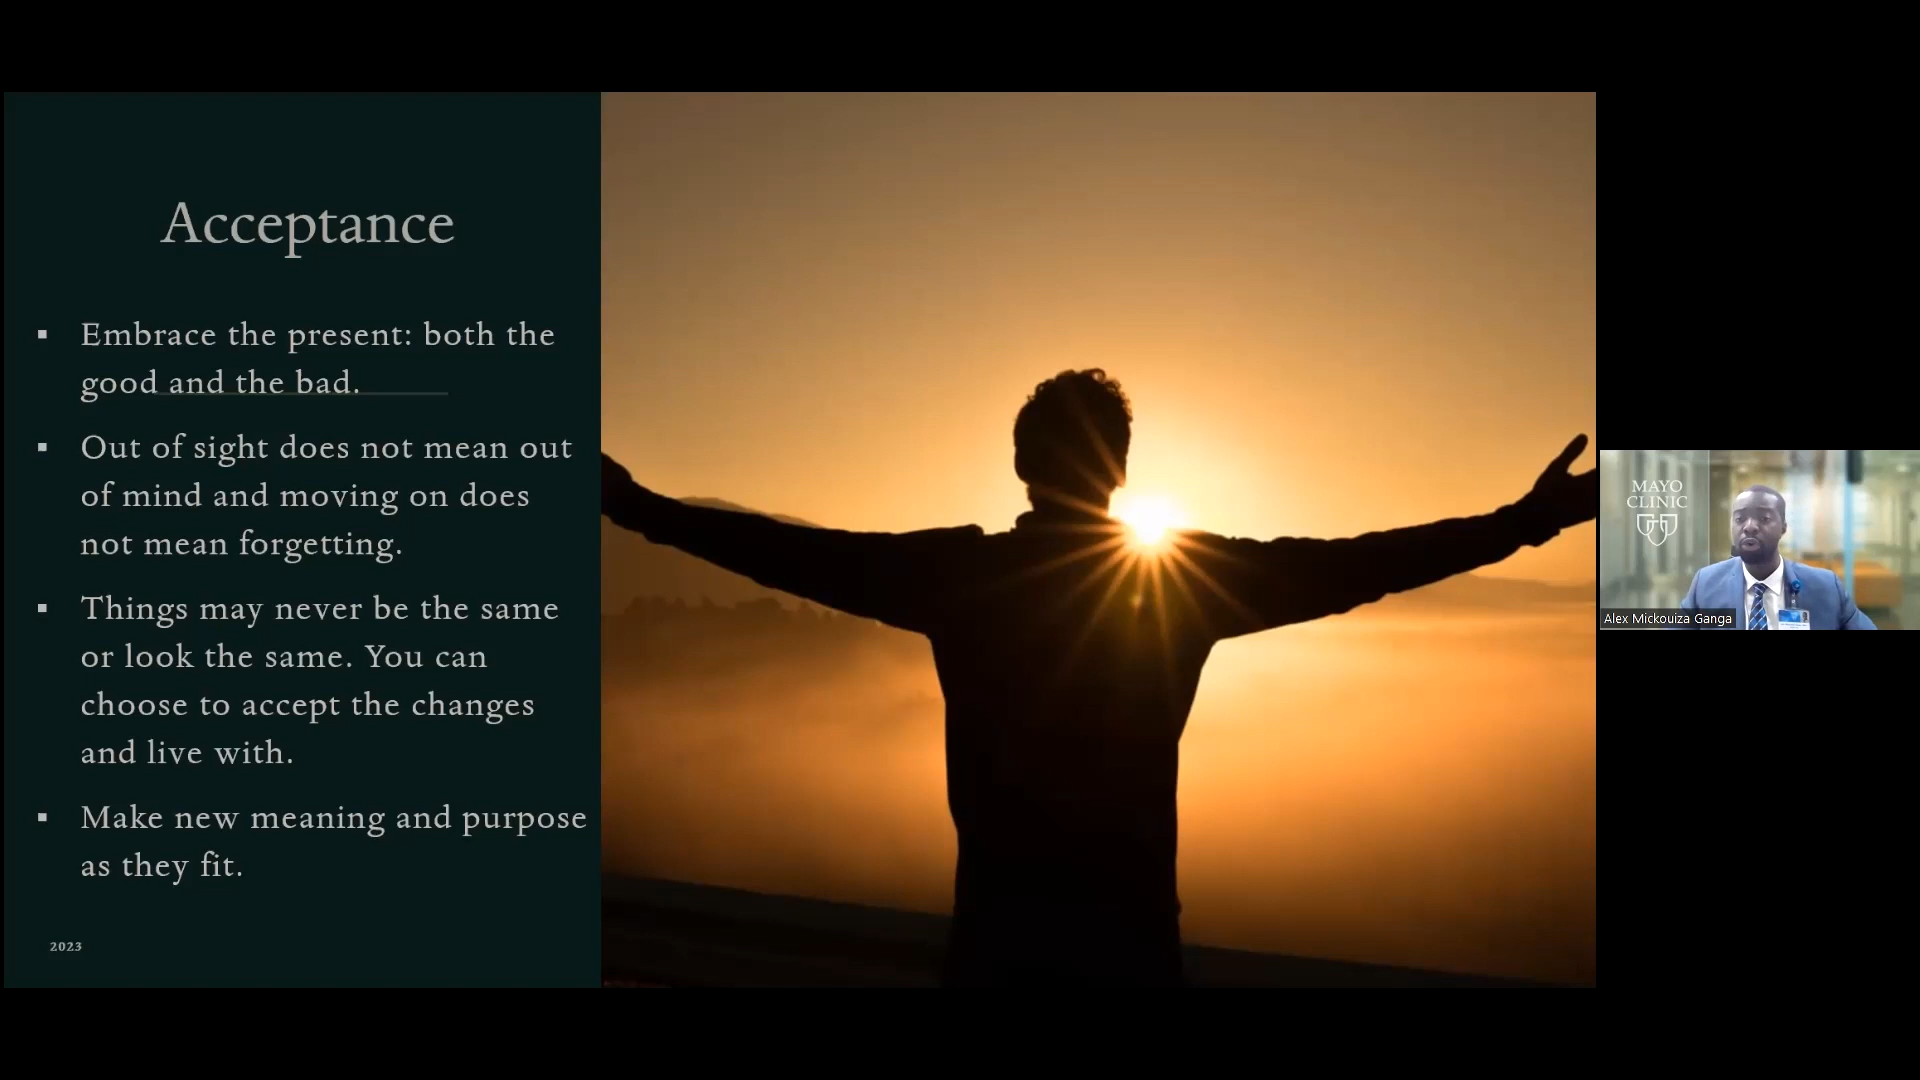 Acceptance
▪ Embrace the present: both the
good and the bad.
▪ Out of sight does not mean out
of mind and moving on does
not mean forgetting.
▪ Things may never be the same
or look the same. You can
choose to accept the changes
and live with.
▪ Make new meaning and purpose
as they fit.
2023
MAYO
CLINIC
Alex Mickouiza Ganga